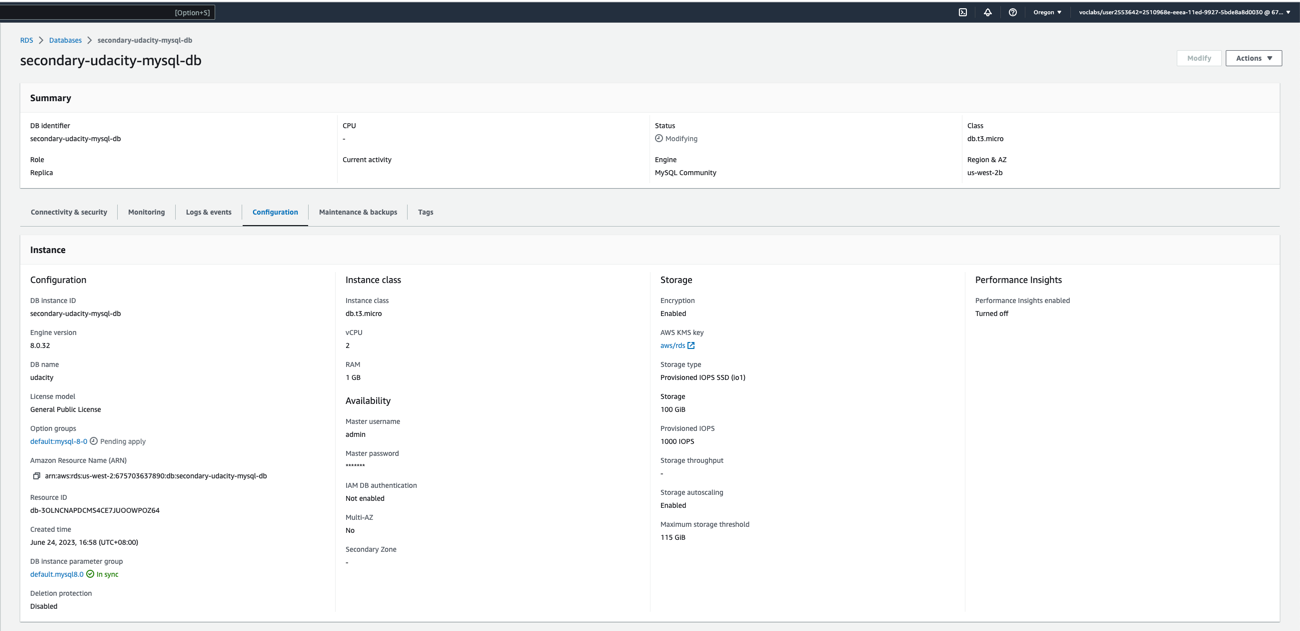 [Option+S]
Oregon ▼
voclabs/user2553642=2510968e-eeea-11ed-9927-5bde8a8d0030 @ 67... ▼
RDS > Databases > secondary-udacity-mysql-db
secondary-udacity-mysql-db
Modify
Actions ▼
Summary
DB identifier
secondary-udacity-mysql-db
CPU
-
Status
Modifying
Class
db.t3.micro
Role
Replica
Current activity
Engine
MySQL Community
Region & AZ
us-west-2b
Connectivity & security
Monitoring
Logs & events
Configuration
Maintenance & backups
Tags
Instance
Configuration
DB instance ID
secondary-udacity-mysql-db
Engine version
8.0.32
DB name
udacity
License model
General Public License
Option groups
default:mysql-8-0 Pending apply
Amazon Resource Name (ARN)
arn:aws:rds:us-west-2:675703637890:db:secondary-udacity-mysql-db
Resource ID
db-3OLNCNAPDCMS4CE7JUOOWPOZ64
Created time
June 24, 2023, 16:58 (UTC+08:00)
DB instance parameter group
default.mysql8.0 In sync
Deletion protection
Disabled
Instance class
Instance class
db.t3.micro
vCPU
2
RAM
1 GB
Availability
Master username
admin
Master password
*******
IAM DB authentication
Not enabled
Multi-AZ
No
Secondary Zone
-
Storage
Encryption
Enabled
AWS KMS key
aws/rds
Storage type
Provisioned IOPS SSD (io1)
Storage
100 GiB
Provisioned IOPS
1000 IOPS
Storage throughput
-
Storage autoscaling
Enabled
Maximum storage threshold
115 GiB
Performance Insights
Performance Insights enabled
Turned off